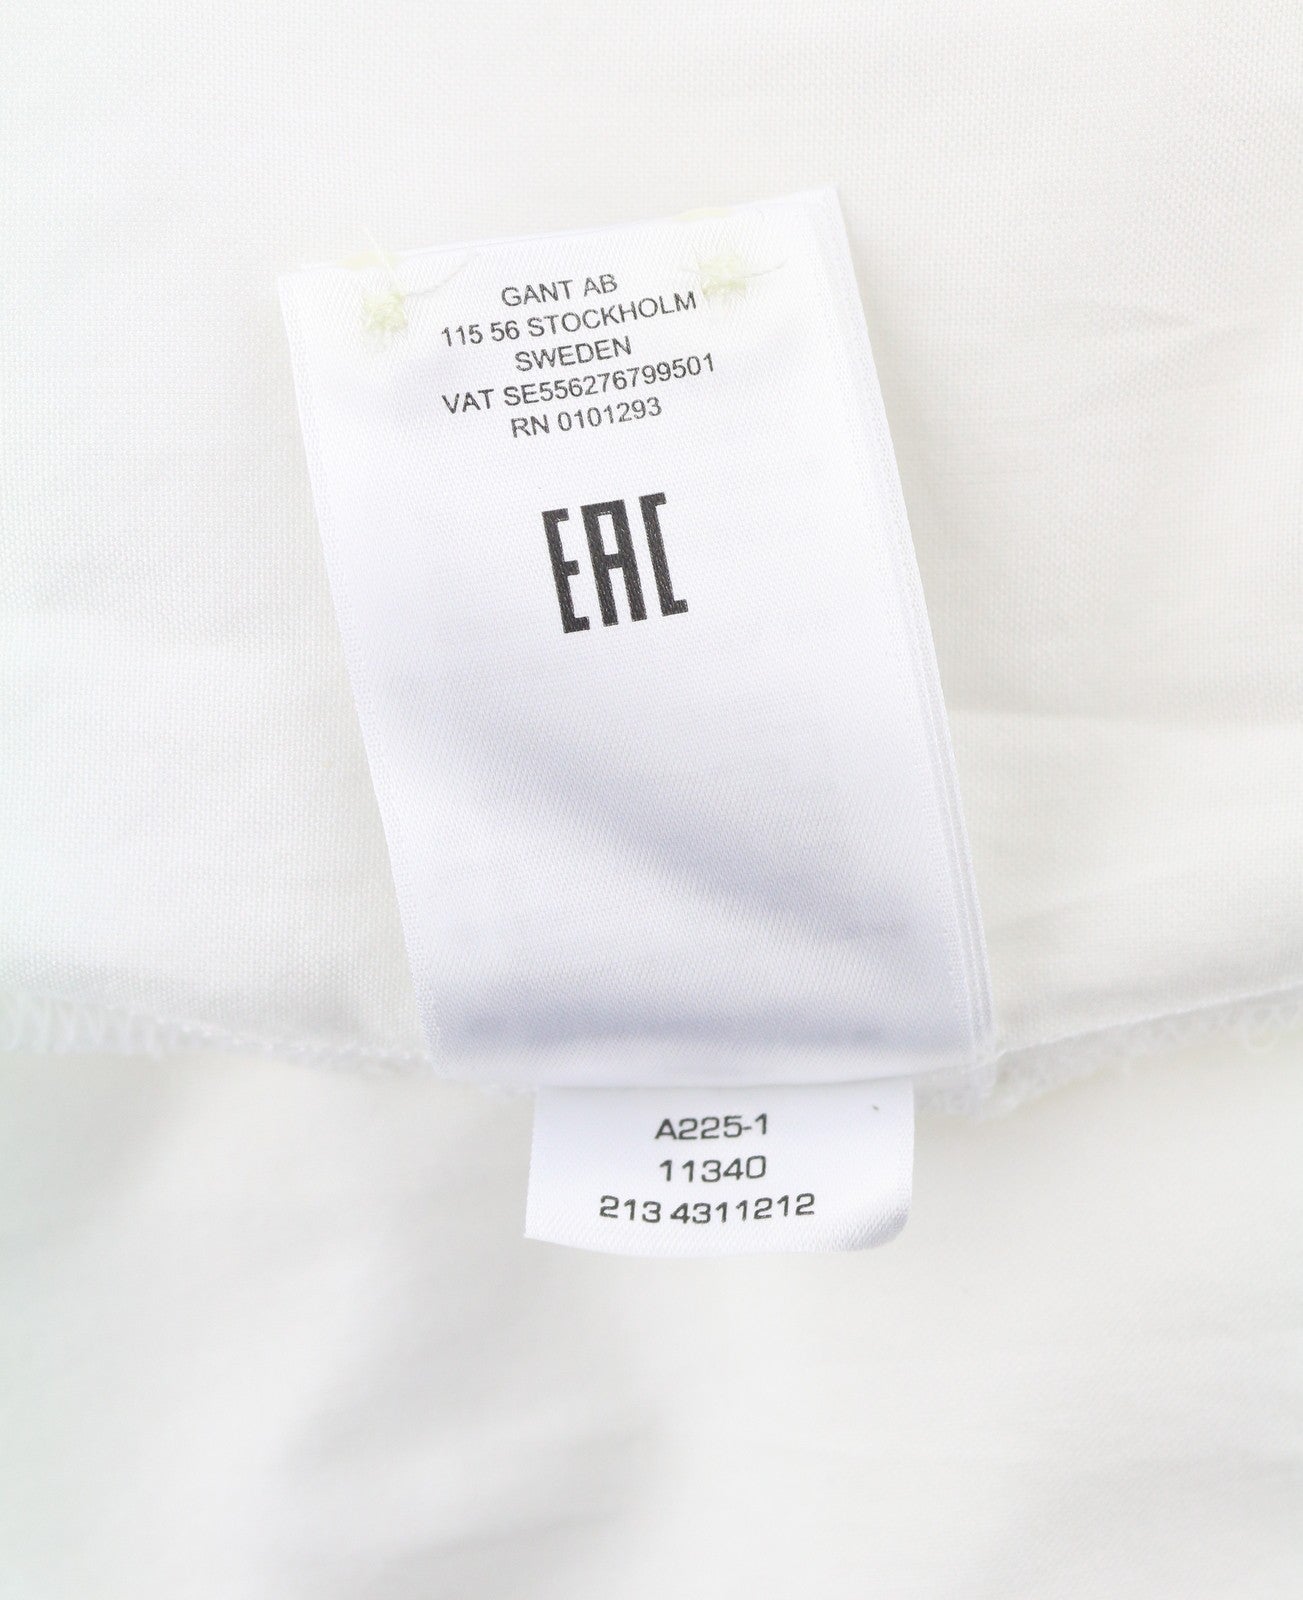 GANT AB
115 56 STOCKHOLM
SWEDEN
VAT SE556276799501
RN 0101293
EAC
A225-1
11340
213 4311212